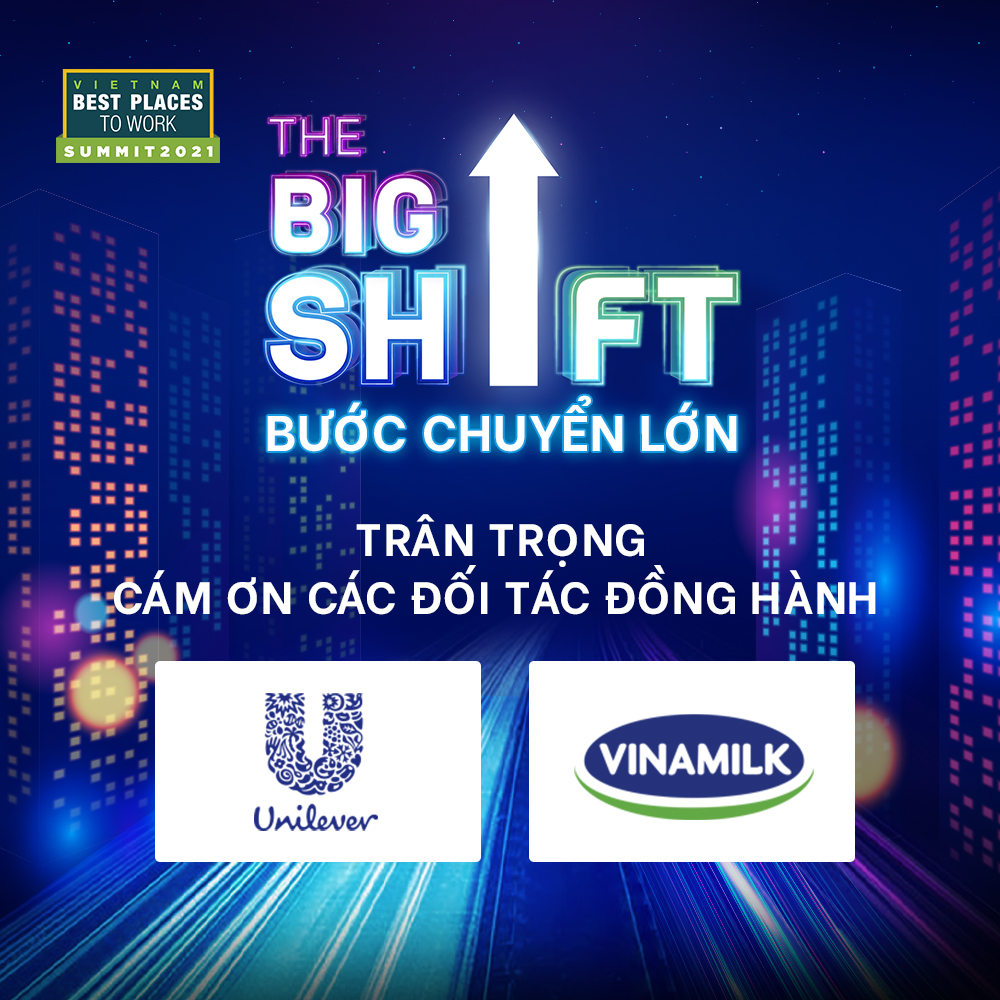 VIETNAM
BEST PLACES
TO WORK
SUMMIT2021
THE
BIG
SHIFT
BƯỚC CHUYỂN LỚN
TRÂN TRỌNG
CÁM ƠN CÁC ĐỐI TÁC ĐỒNG HÀNH
Unilever
VINAMILK